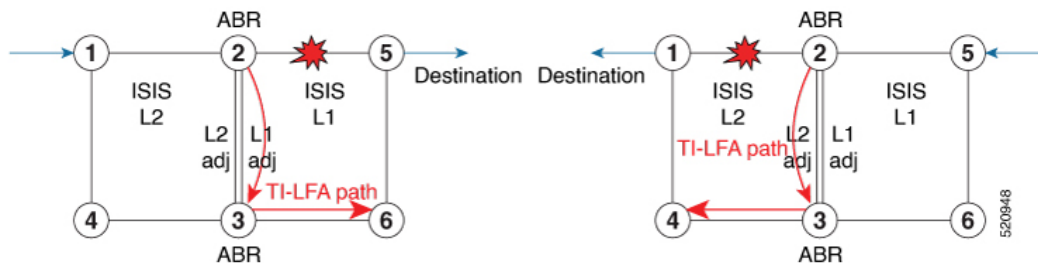 ABR
1
2
5
Destination
ISIS
L2
ISIS
L1
L2
adj
L1
adj
TI-LFA path
4
3
6
ABR
ABR
1
2
5
Destination
ISIS
L2
ISIS
L1
L2
adj
L1
adj
TI-LFA path
4
3
6
ABR
520948